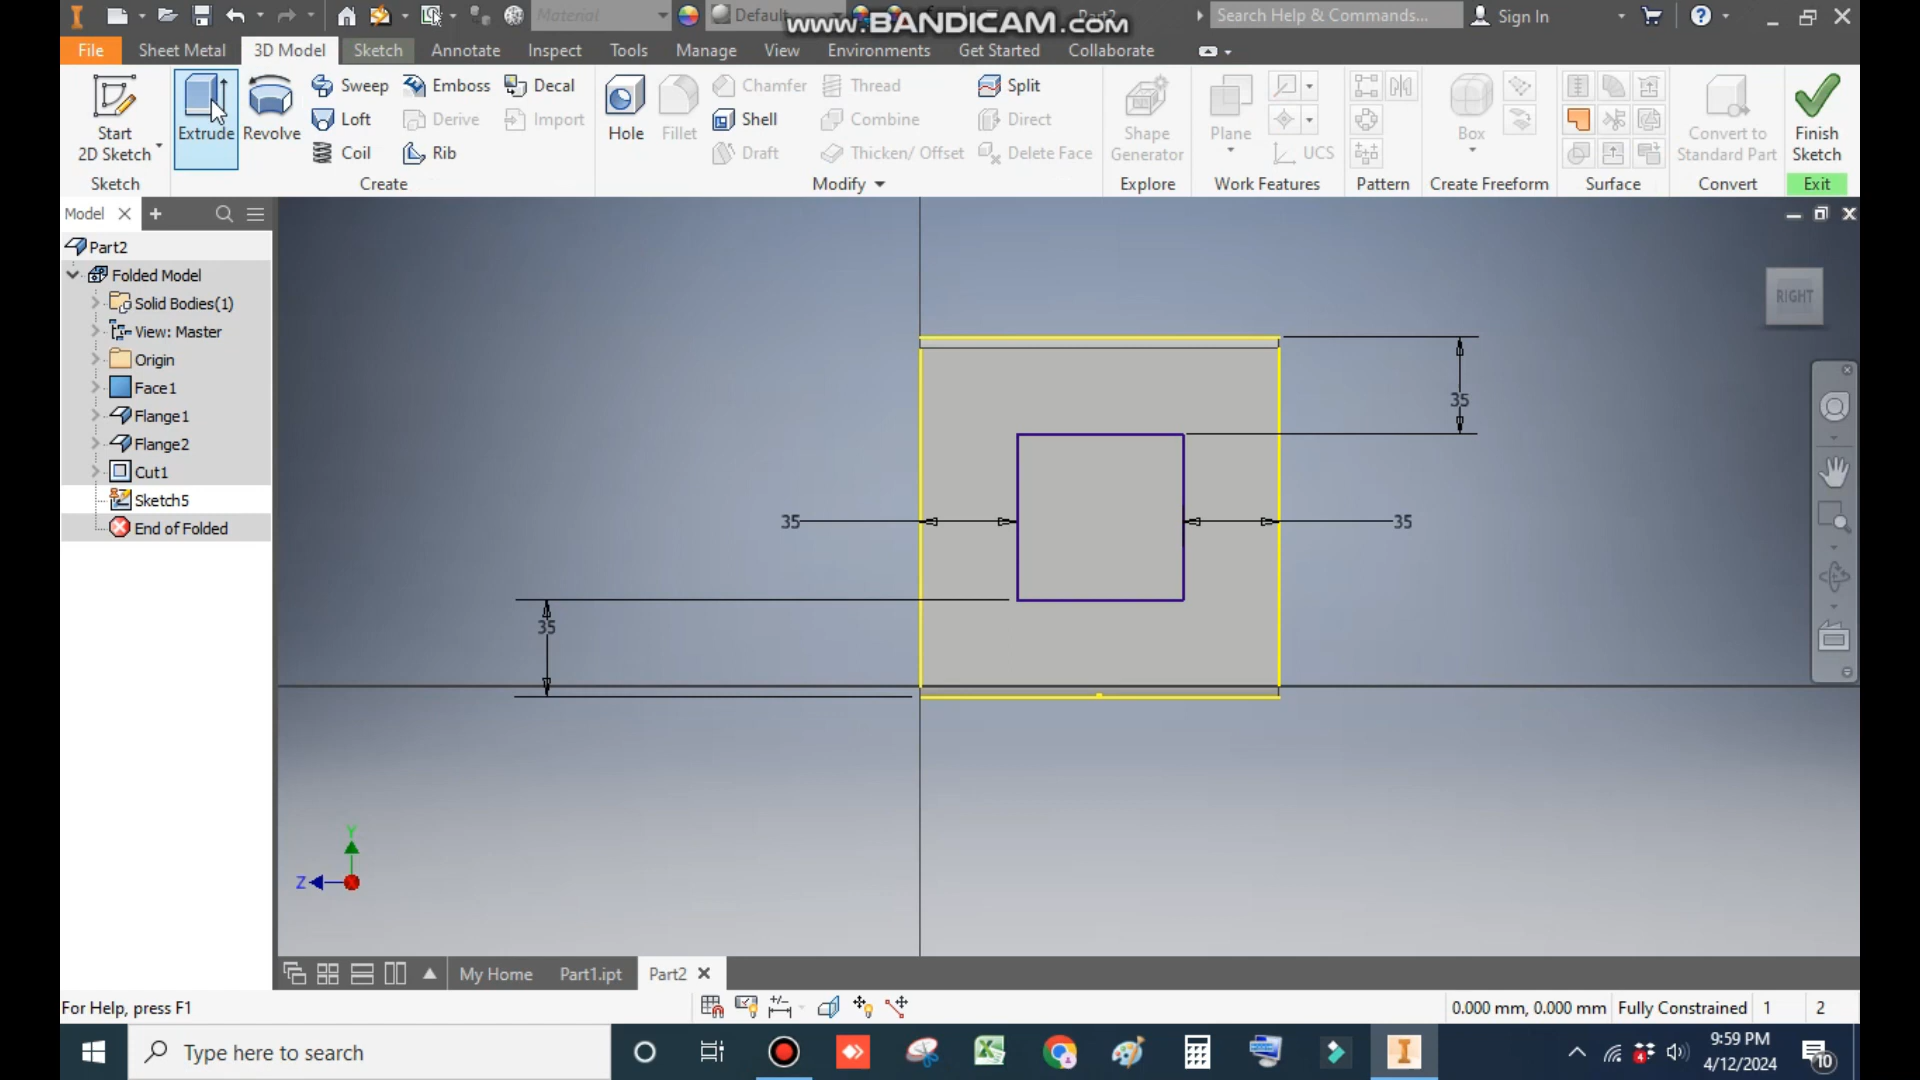 Material
Default
www.BANDICAM.com
Search Help & Commands...
Sign In
File
Sheet Metal
3D Model
Sketch
Annotate
Inspect
Tools
Manage
View
Environments
Get Started
Collaborate
Start
2D Sketch
Extrude
Revolve
Sweep
Loft
Coil
Emboss
Derive
Rib
Decal
Import
Hole
Fillet
Chamfer
Shell
Draft
Thread
Combine
Thicken/ Offset
Split
Direct
Delete Face
Shape
Generator
Plane
UCS
Box
Convert to
Standard Part
Finish
Sketch
Sketch
Create
Modify
Explore
Work Features
Pattern
Create Freeform
Surface
Convert
Exit
Model
Part2
Folded Model
Solid Bodies(1)
View: Master
Origin
Face1
Flange1
Flange2
Cut1
Sketch5
End of Folded
RIGHT
35
35
35
35
Y
Z
My Home
Part1.ipt
Part2
For Help, press F1
0.000 mm, 0.000 mm
Fully Constrained
1
2
Type here to search
9:59 PM
4/12/2024
10